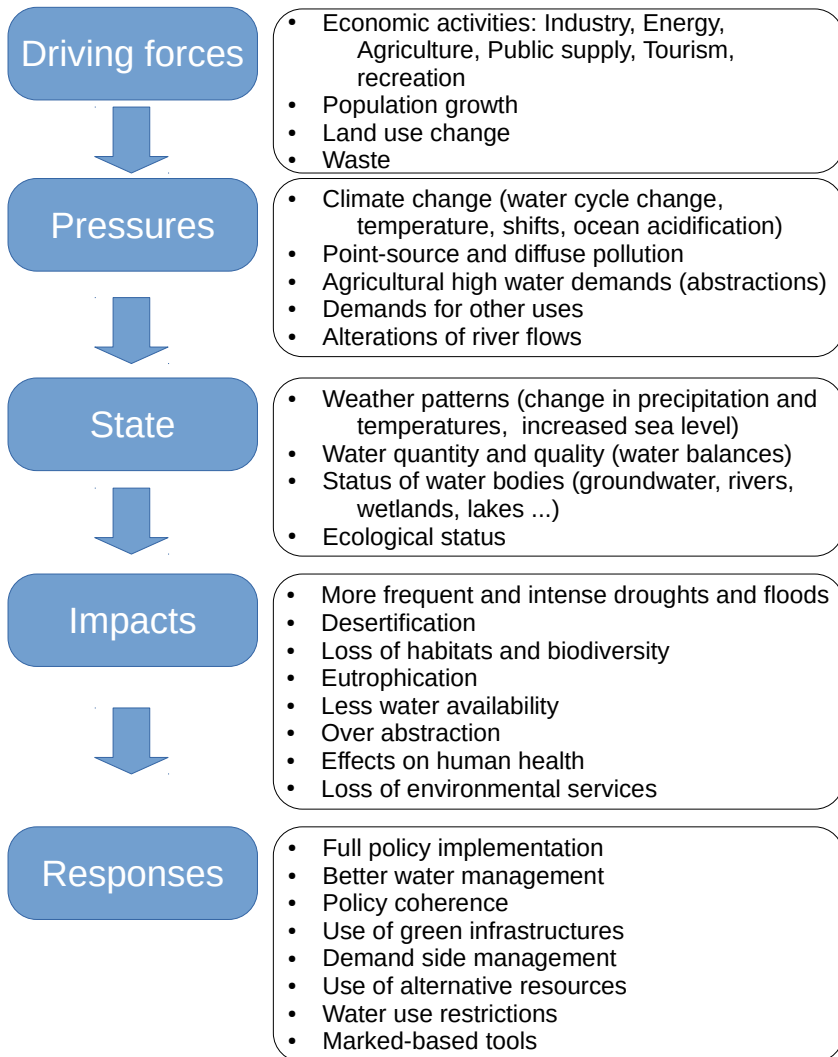 Driving forces
• Economic activities: Industry, Energy,
Agriculture, Public supply, Tourism,
recreation
• Population growth
• Land use change
• Waste
Pressures
• Climate change (water cycle change,
temperature, shifts, ocean acidification)
• Point-source and diffuse pollution
• Agricultural high water demands (abstractions)
• Demands for other uses
• Alterations of river flows
State
• Weather patterns (change in precipitation and
temperatures,  increased sea level)
• Water quantity and quality (water balances)
• Status of water bodies (groundwater, rivers,
wetlands, lakes ...)
• Ecological status
Impacts
• More frequent and intense droughts and floods
• Desertification
• Loss of habitats and biodiversity
• Eutrophication
• Less water availability
• Over abstraction
• Effects on human health
• Loss of environmental services
Responses
• Full policy implementation
• Better water management
• Policy coherence
• Use of green infrastructures
• Demand side management
• Use of alternative resources
• Water use restrictions
• Marked-based tools